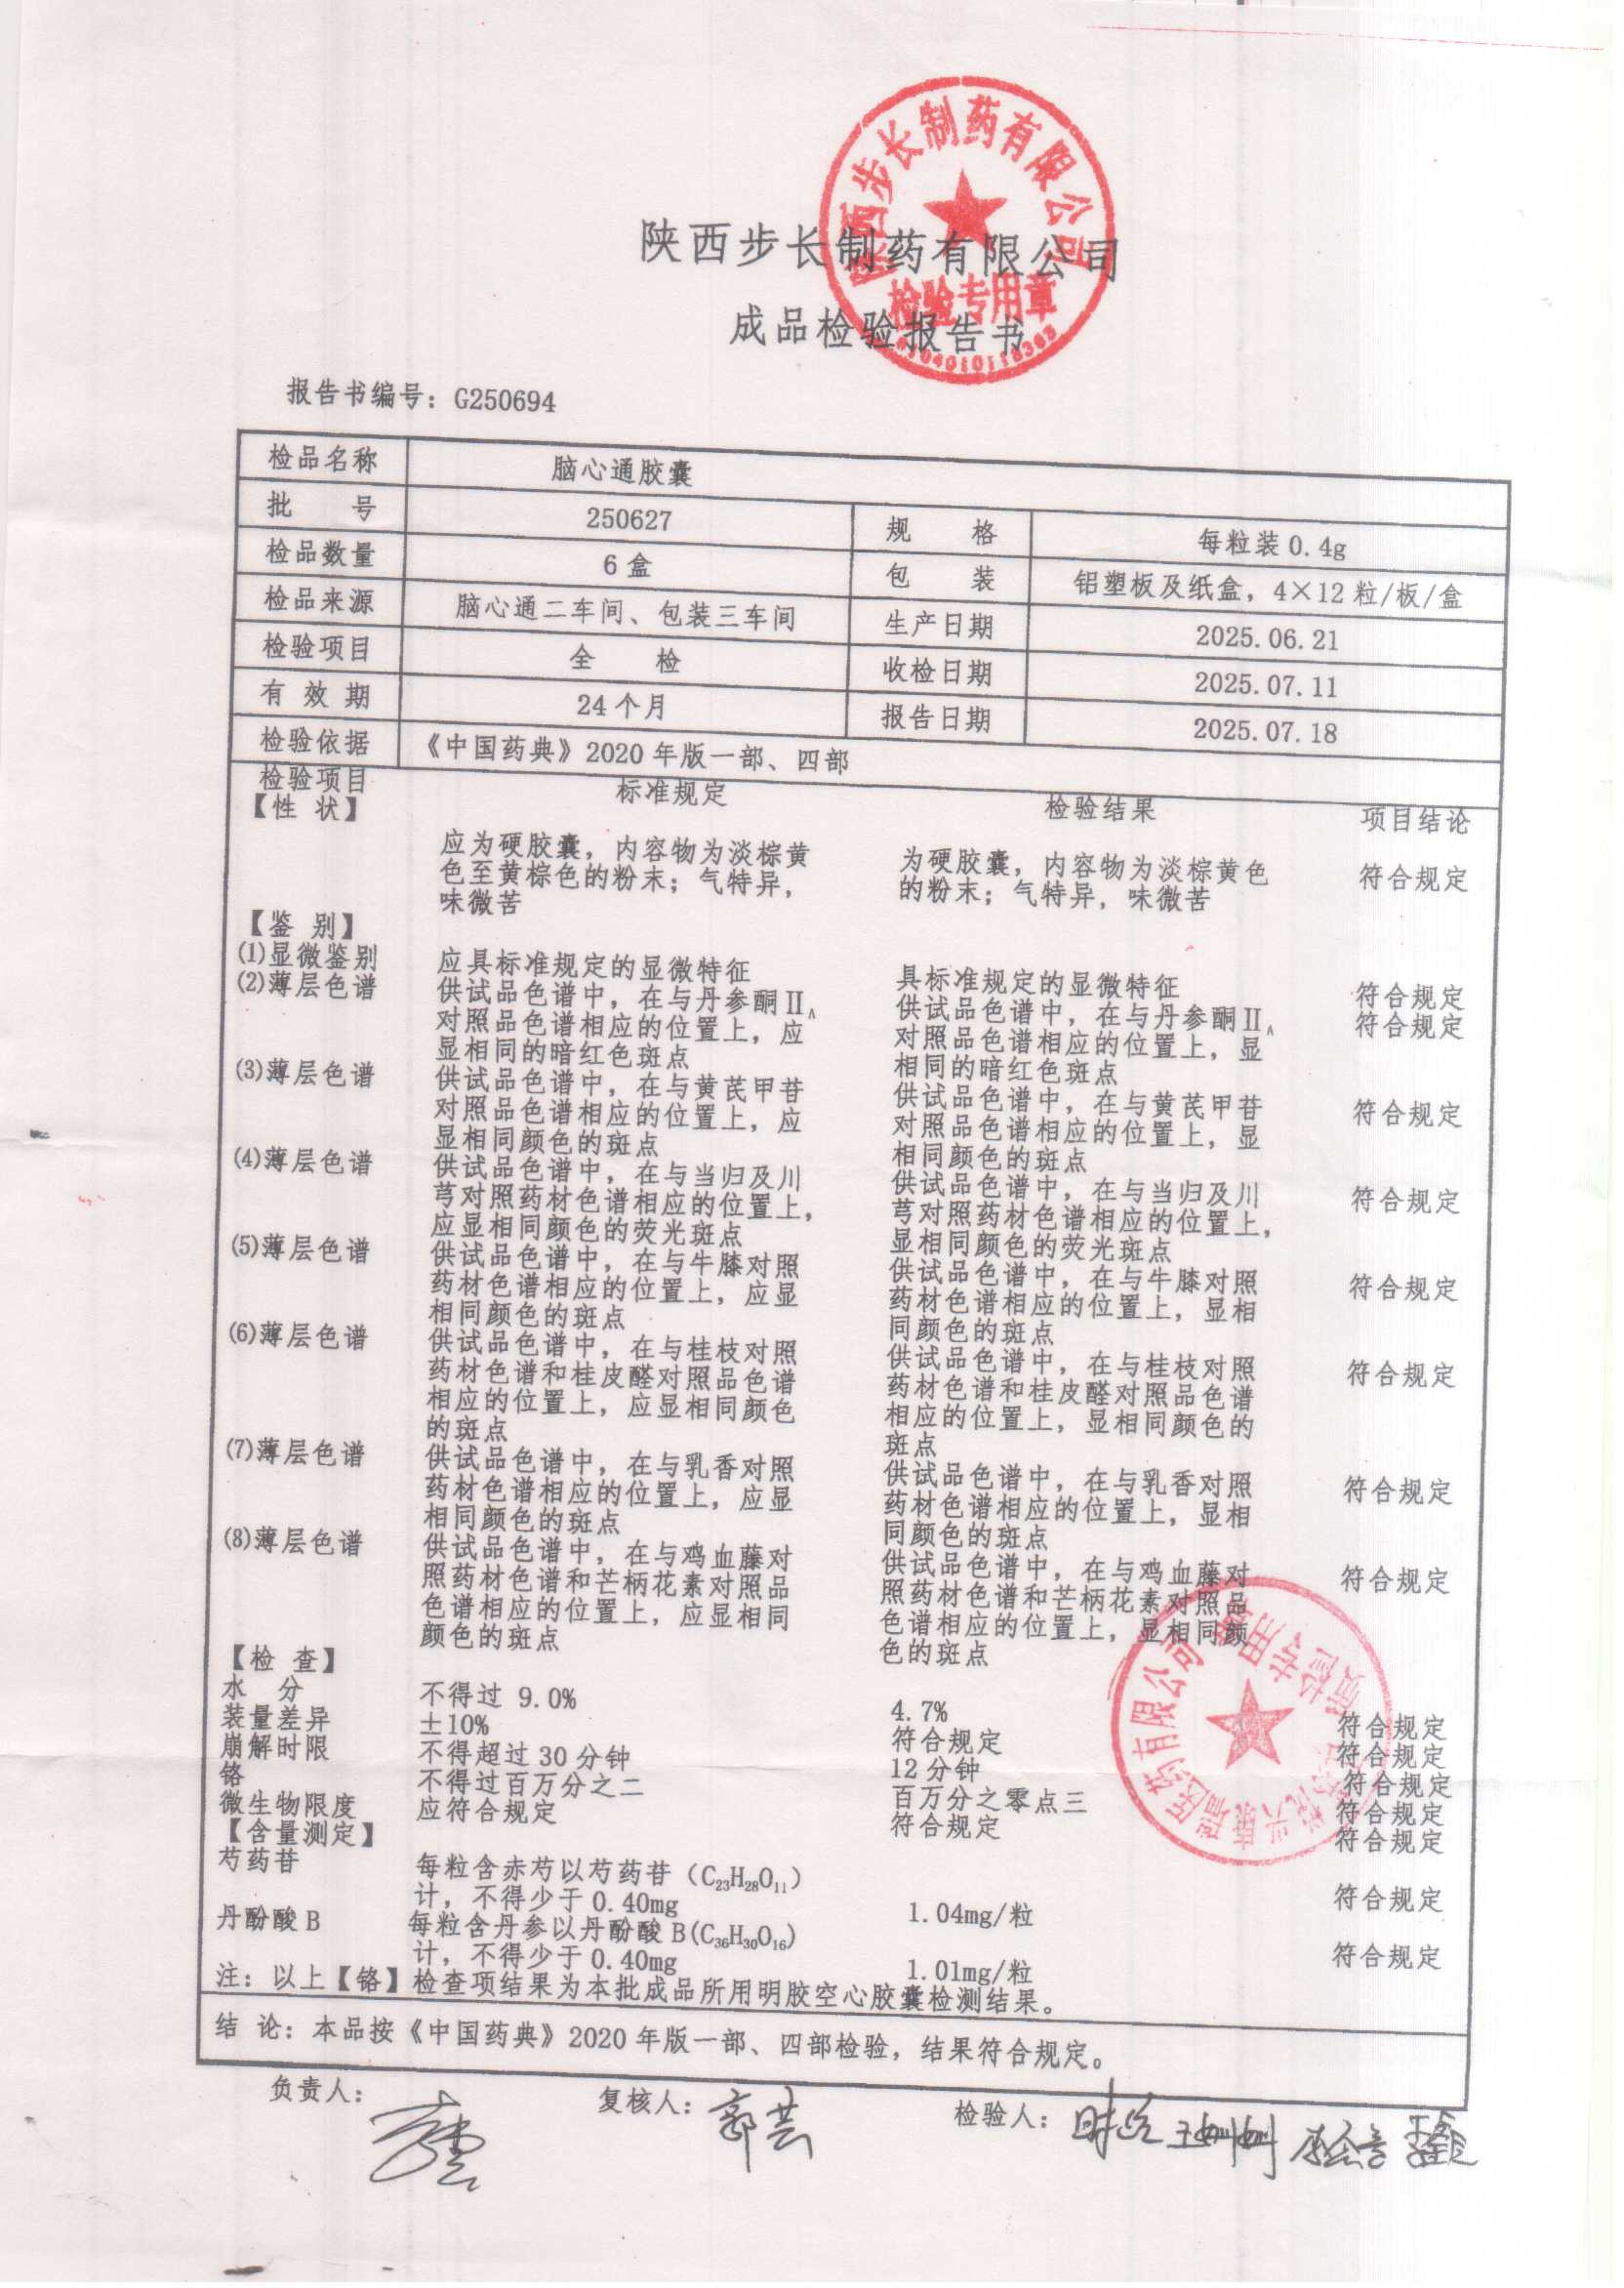 陕西步长制药有限公司
检验专用章
陕西步长制药有限公司
成品检验报告书
报告书编号：G250694
检品名称 脑心通胶囊
批 号 250627 规 格 每粒装0.4g
检品数量 6盒 包 装 铝塑板及纸盒，4×12粒/板/盒
检品来源 脑心通二车间、包装三车间 生产日期 2025.06.21
检验项目 全 检 收检日期 2025.07.11
有 效 期 24个月 报告日期 2025.07.18
检验依据 《中国药典》2020年版一部、四部
检验项目 标准规定 检验结果 项目结论
【性 状】
应为硬胶囊，内容物为淡棕黄 为硬胶囊，内容物为淡棕黄色 符合规定
色至黄棕色的粉末；气特异， 的粉末；气特异，味微苦
味微苦
【鉴 别】
(1)显微鉴别 应具标准规定的显微特征 具标准规定的显微特征 符合规定
(2)薄层色谱 供试品色谱中，在与丹参酮ⅡA 供试品色谱中，在与丹参酮ⅡA 符合规定
对照品色谱相应的位置上，应 对照品色谱相应的位置上，显
显相同的暗红色斑点 相同的暗红色斑点
(3)薄层色谱 供试品色谱中，在与黄芪甲苷 供试品色谱中，在与黄芪甲苷 符合规定
对照品色谱相应的位置上，应 对照品色谱相应的位置上，显
显相同颜色的斑点 相同颜色的斑点
(4)薄层色谱 供试品色谱中，在与当归及川 供试品色谱中，在与当归及川 符合规定
芎对照药材色谱相应的位置上， 芎对照药材色谱相应的位置上，
应显相同颜色的荧光斑点 显相同颜色的荧光斑点
(5)薄层色谱 供试品色谱中，在与牛膝对照 供试品色谱中，在与牛膝对照 符合规定
药材色谱相应的位置上，应显 药材色谱相应的位置上，显相
相同颜色的斑点 同颜色的斑点
(6)薄层色谱 供试品色谱中，在与桂枝对照 供试品色谱中，在与桂枝对照 符合规定
药材色谱和桂皮醛对照品色谱 药材色谱和桂皮醛对照品色谱
相应的位置上，应显相同颜色 相应的位置上，显相同颜色的
的斑点 斑点
(7)薄层色谱 供试品色谱中，在与乳香对照 供试品色谱中，在与乳香对照 符合规定
药材色谱相应的位置上，应显 药材色谱相应的位置上，显相
相同颜色的斑点 同颜色的斑点
(8)薄层色谱 供试品色谱中，在与鸡血藤对 供试品色谱中，在与鸡血藤对 符合规定
照药材色谱和芒柄花素对照品 照药材色谱和芒柄花素对照品
色谱相应的位置上，应显相同 色谱相应的位置上，显相同颜
颜色的斑点 色的斑点
【检 查】
水 分 不得过 9.0% 4.7% 符合规定
装量差异 ±10% 符合规定 符合规定
崩解时限 不得超过30分钟 12分钟 符合规定
铬 不得过百万分之二 百万分之零点三 符合规定
微生物限度 应符合规定 符合规定 符合规定
【含量测定】
芍药苷 每粒含赤芍以芍药苷（C23H28O11） 1.04mg/粒 符合规定
计，不得少于0.40mg
丹酚酸B 每粒含丹参以丹酚酸B(C36H30O16) 1.01mg/粒 符合规定
计，不得少于0.40mg
注：以上【铬】检查项结果为本批成品所用明胶空心胶囊检测结果。
结 论：本品按《中国药典》2020年版一部、四部检验，结果符合规定。
负责人： 复核人：郭芸 检验人：